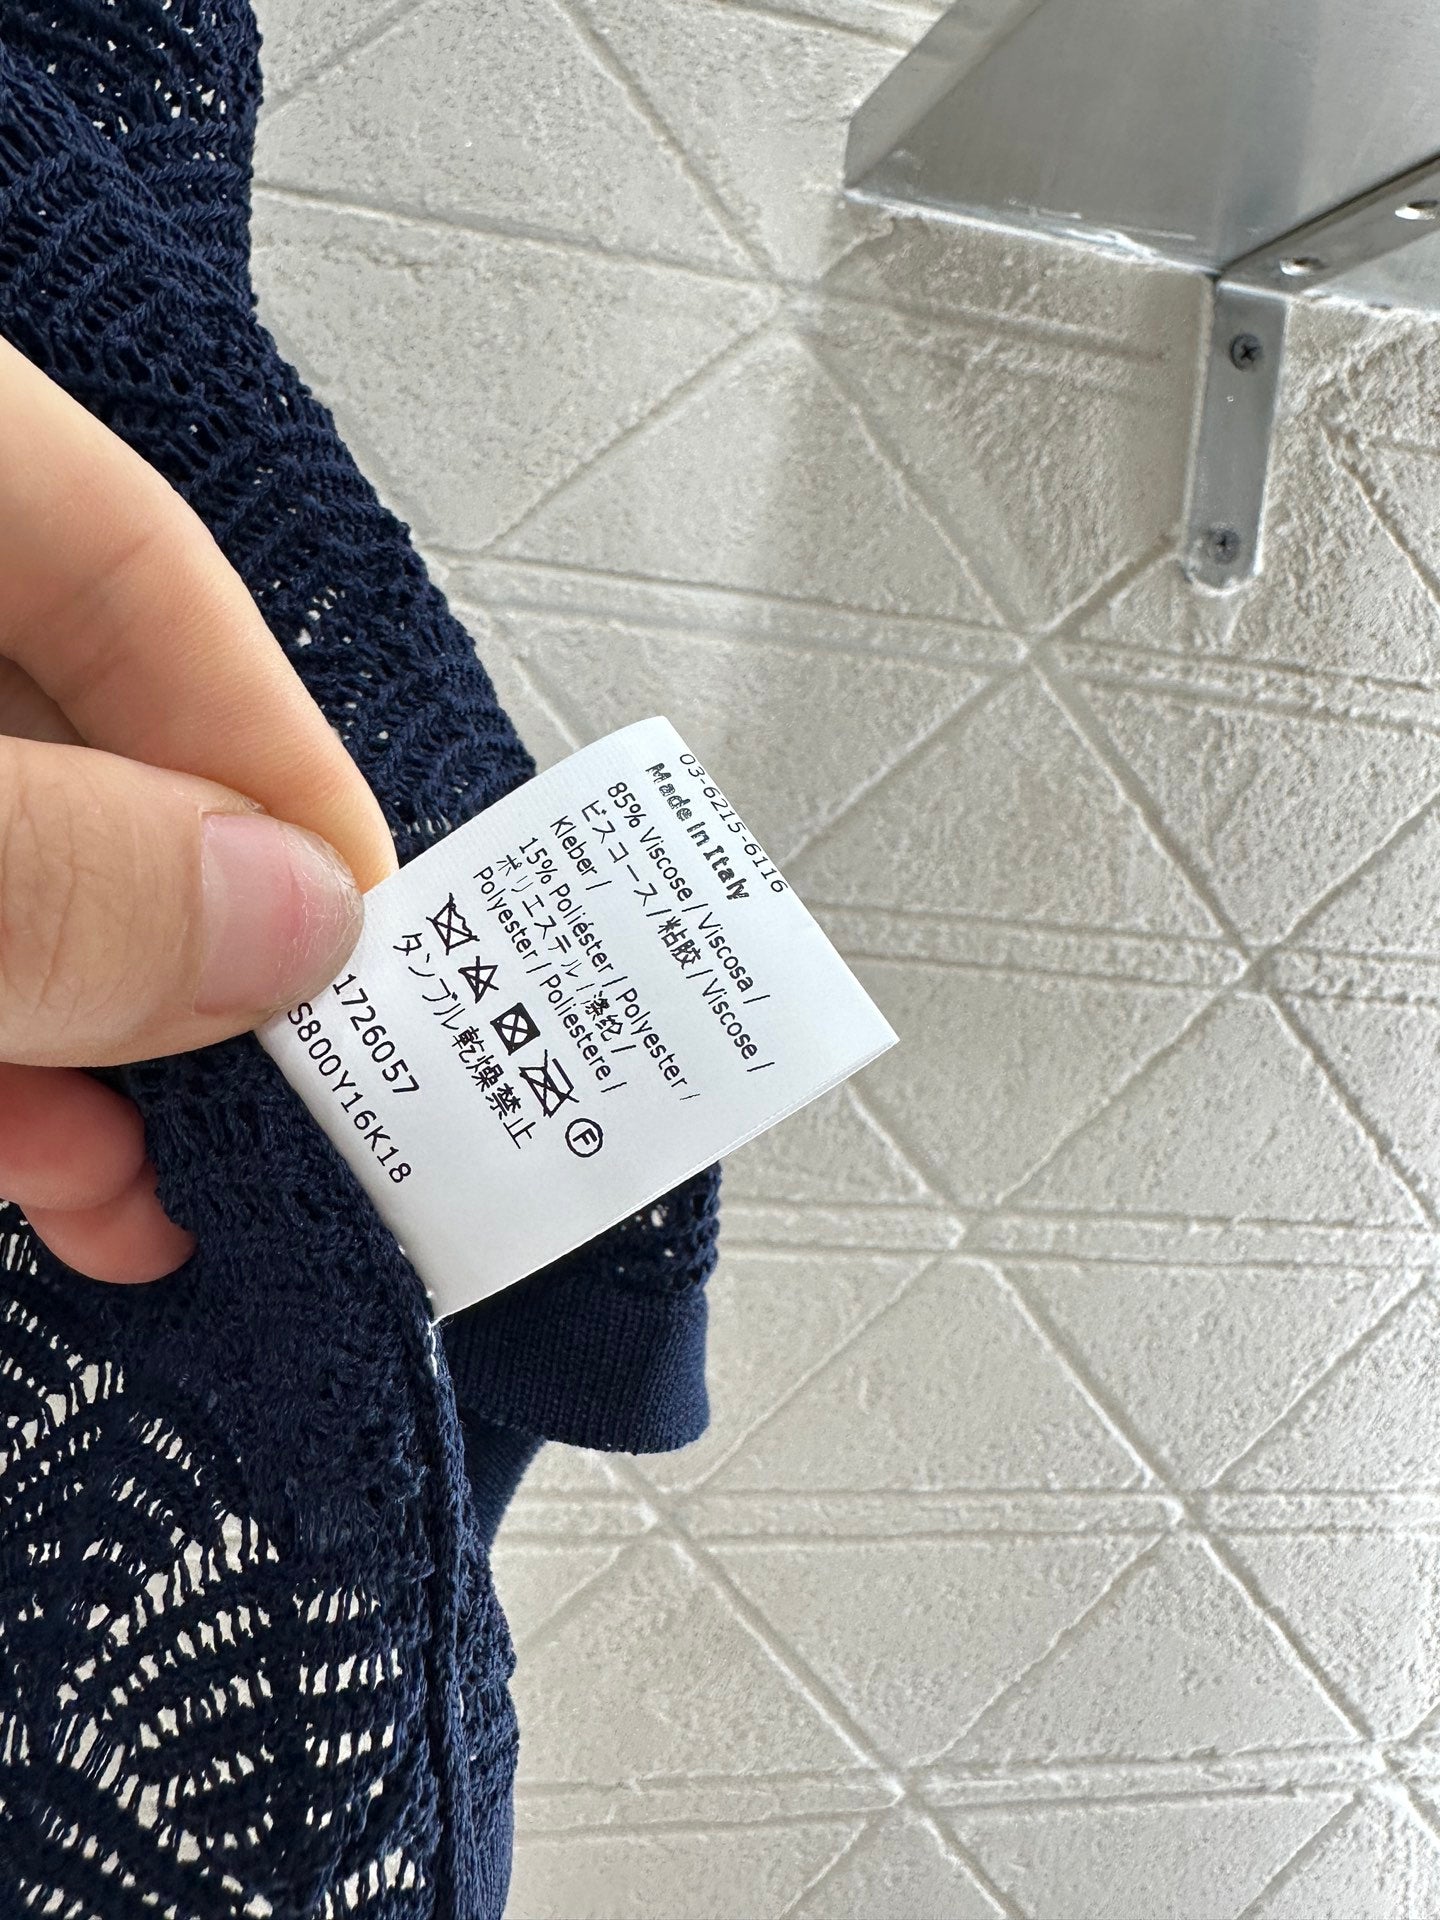 03-6215-6116
Made In Italy
85% Viscose / Viscosa /
ビスコース / 粘胶 / Viscose /
Kleber /
15% Poliéster / Polyester /
ポリエステル / 涤纶 /
Polyester / Poliestere /
F
タンブル乾燥禁止
1726057
S800Y16K18